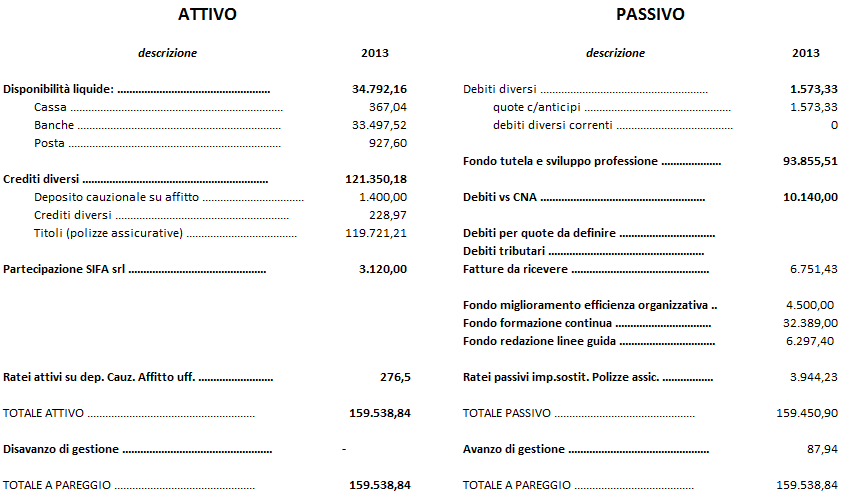 ATTIVO
descrizione 2013
Disponibilità liquide: ................................................... 34.792,16
Cassa ....................................................................... 367,04
Banche .................................................................... 33.497,52
Posta ....................................................................... 927,60
Crediti diversi .............................................................. 121.350,18
Deposito cauzionale su affitto .................................. 1.400,00
Crediti diversi .......................................................... 228,97
Titoli (polizze assicurative) ..................................... 119.721,21
Partecipazione SIFA srl .............................................. 3.120,00
Ratei attivi su dep. Cauz. Affitto uff. ......................... 276,5
TOTALE ATTIVO ........................................................ 159.538,84
Disavanzo di gestione .................................................. -
TOTALE A PAREGGIO ............................................... 159.538,84
PASSIVO
descrizione 2013
Debiti diversi ........................................................ 1.573,33
quote c/anticipi ................................................. 1.573,33
debiti diversi correnti ....................................... 0
Fondo tutela e sviluppo professione .................... 93.855,51
Debiti vs CNA ....................................................... 10.140,00
Debiti per quote da definire ................................
Debiti tributari ....................................................
Fatture da ricevere .............................................. 6.751,43
Fondo miglioramento efficienza organizzativa .. 4.500,00
Fondo formazione continua ................................ 32.389,00
Fondo redazione linee guida ................................ 6.297,40
Ratei passivi imp.sostit. Polizze assic. ................. 3.944,23
TOTALE PASSIVO ............................................... 159.450,90
Avanzo di gestione ............................................... 87,94
TOTALE A PAREGGIO ........................................ 159.538,84